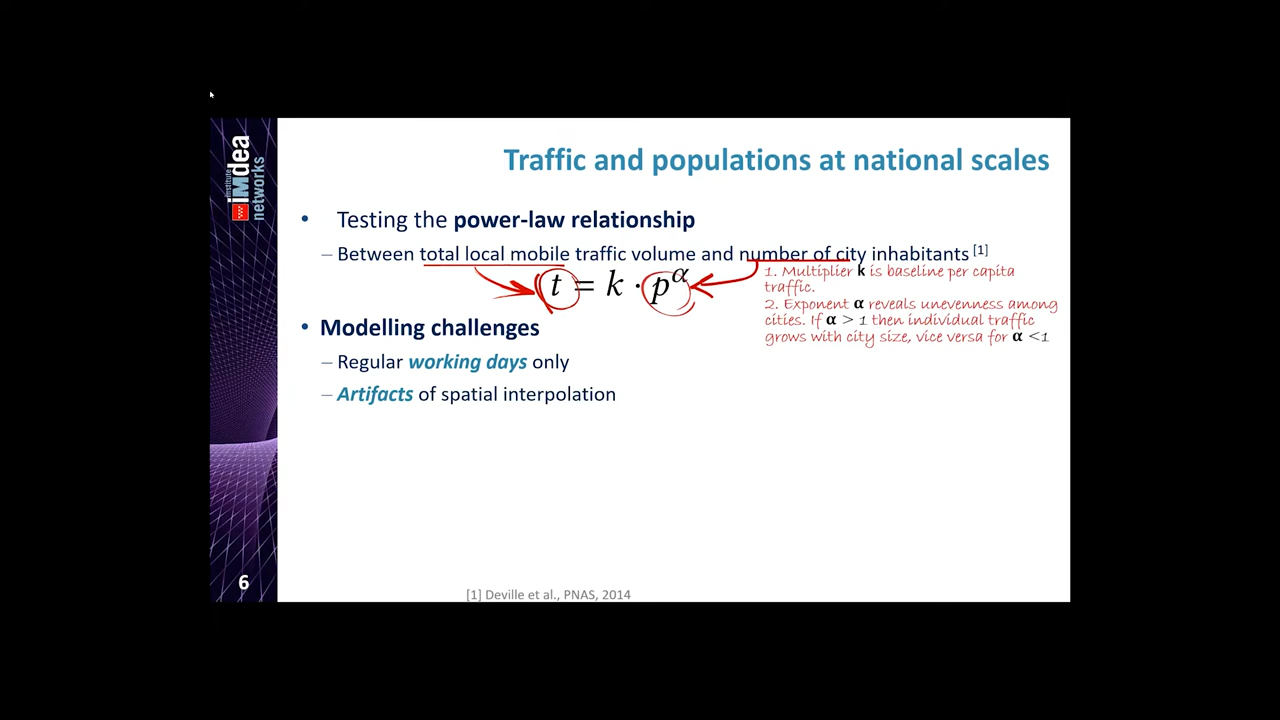 institute
iMdea
networks
Traffic and populations at national scales
• Testing the power-law relationship
– Between total local mobile traffic volume and number of city inhabitants [1]
t = k · p^α
1. Multiplier k is baseline per capita
traffic.
2. Exponent α reveals unevenness among
cities. If α > 1 then individual traffic
grows with city size, vice versa for α <1
• Modelling challenges
– Regular working days only
– Artifacts of spatial interpolation
6
[1] Deville et al., PNAS, 2014